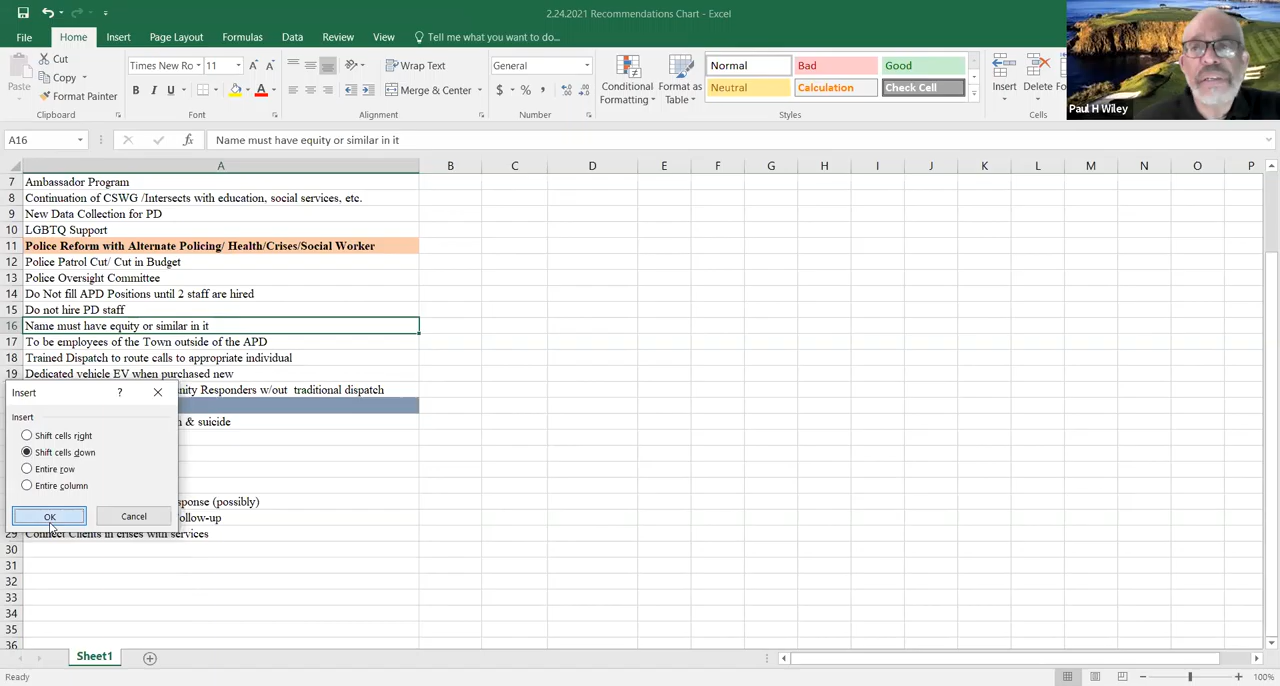 2.24.2021 Recommendations Chart - Excel
File Home Insert Page Layout Formulas Data Review View Tell me what you want to do...
Paste Cut Copy Format Painter Clipboard
Times New Ro 11 B I U A A A Font
Wrap Text Merge & Center Alignment
General $ % , Number
Conditional Formatting Format as Table
Normal Bad Good
Neutral Calculation Check Cell
Styles
Insert Delete Fo
Cells
Paul H Wiley
A16 fx Name must have equity or similar in it
A B C D E F G H I J K L M N O P
7 Ambassador Program
8 Continuation of CSWG /Intersects with education, social services, etc.
9 New Data Collection for PD
10 LGBTQ Support
11 Police Reform with Alternate Policing/ Health/Crises/Social Worker
12 Police Patrol Cut/ Cut in Budget
13 Police Oversight Committee
14 Do Not fill APD Positions until 2 staff are hired
15 Do not hire PD staff
16 Name must have equity or similar in it
17 To be employees of the Town outside of the APD
18 Trained Dispatch to route calls to appropriate individual
19 Dedicated vehicle EV when purchased new
Responders w/out traditional dispatch
& suicide
(possibly)
29 Connect Clients in crises with services
30
31
32
33
34
35
36
Insert ?
Insert
Shift cells right
Shift cells down
Entire row
Entire column
OK Cancel
Sheet1
Ready 100%